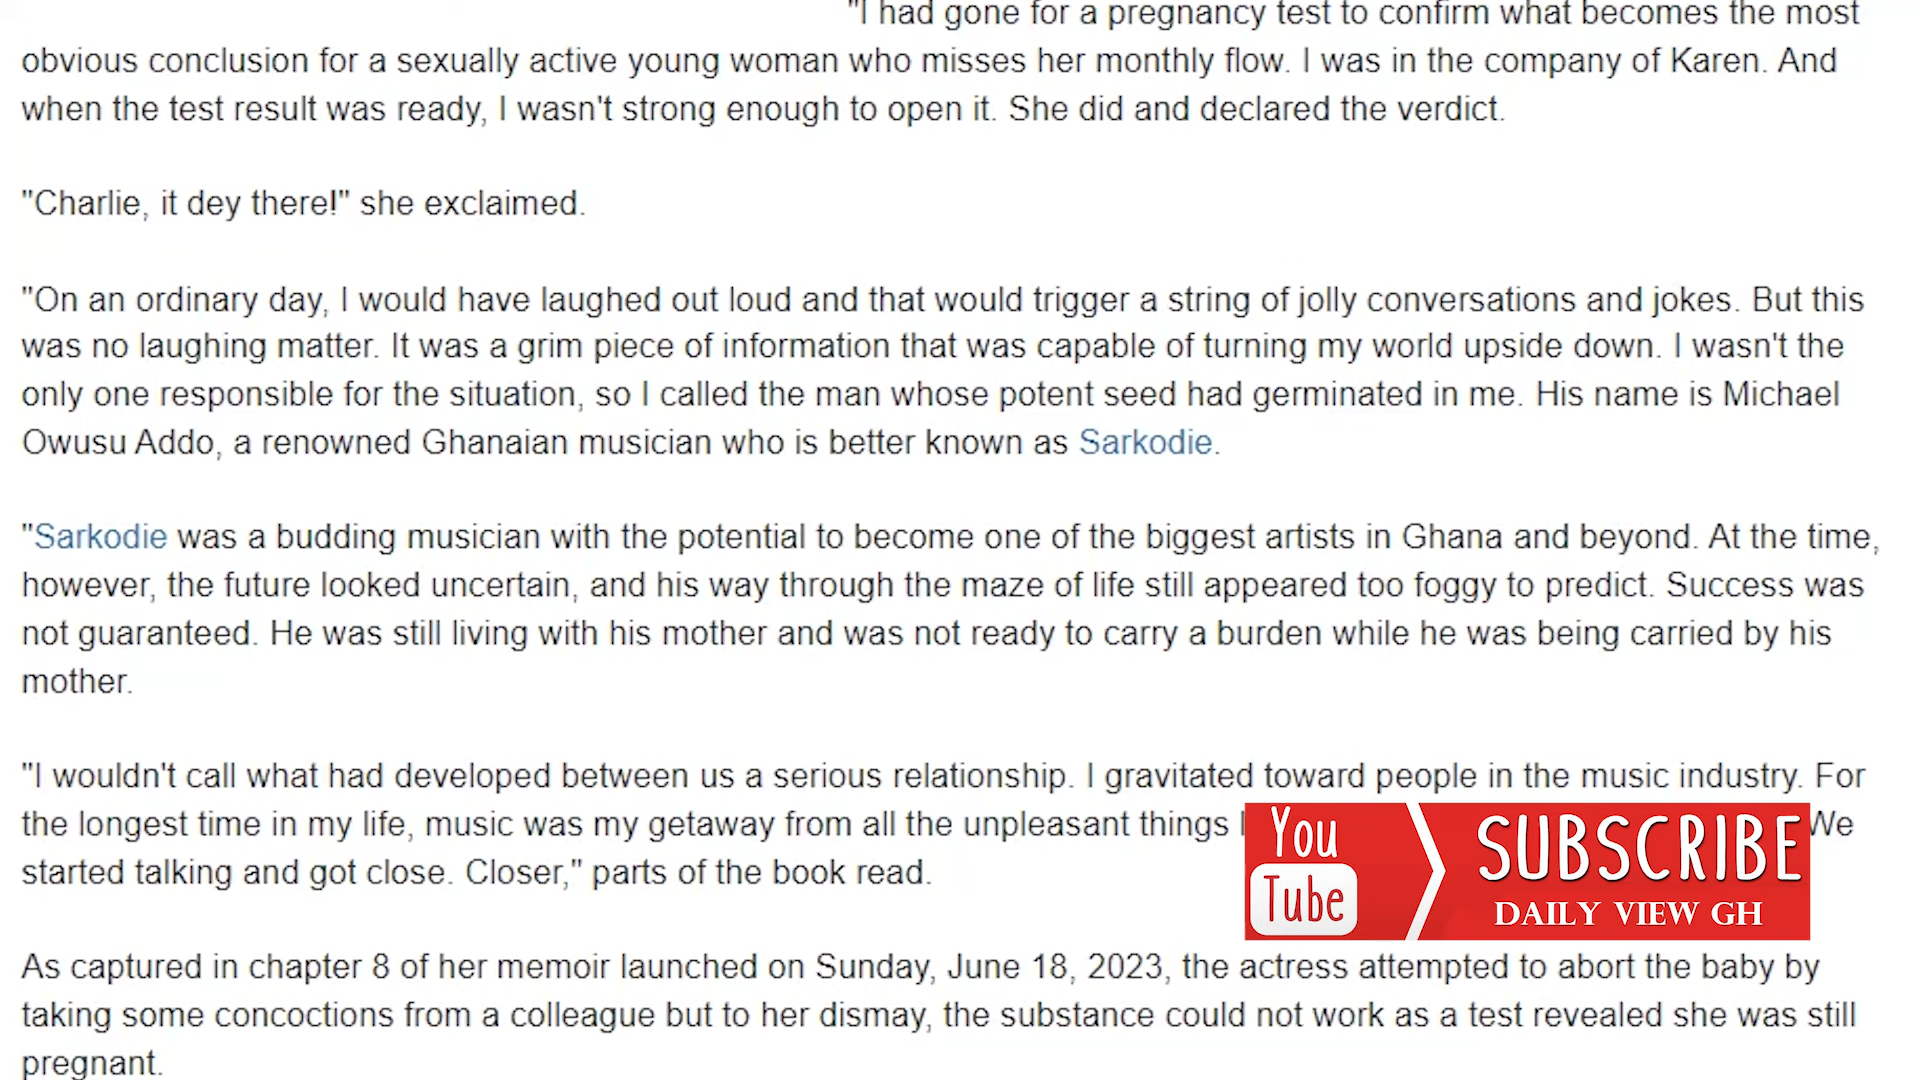 "I had gone for a pregnancy test to confirm what becomes the most
obvious conclusion for a sexually active young woman who misses her monthly flow. I was in the company of Karen. And
when the test result was ready, I wasn't strong enough to open it. She did and declared the verdict.
"Charlie, it dey there!" she exclaimed.
"On an ordinary day, I would have laughed out loud and that would trigger a string of jolly conversations and jokes. But this
was no laughing matter. It was a grim piece of information that was capable of turning my world upside down. I wasn't the
only one responsible for the situation, so I called the man whose potent seed had germinated in me. His name is Michael
Owusu Addo, a renowned Ghanaian musician who is better known as Sarkodie.
"Sarkodie was a budding musician with the potential to become one of the biggest artists in Ghana and beyond. At the time,
however, the future looked uncertain, and his way through the maze of life still appeared too foggy to predict. Success was
not guaranteed. He was still living with his mother and was not ready to carry a burden while he was being carried by his
mother.
"I wouldn't call what had developed between us a serious relationship. I gravitated toward people in the music industry. For
the longest time in my life, music was my getaway from all the unpleasant things We
started talking and got close. Closer," parts of the book read.
You Tube SUBSCRIBE
DAILY VIEW GH
As captured in chapter 8 of her memoir launched on Sunday, June 18, 2023, the actress attempted to abort the baby by
taking some concoctions from a colleague but to her dismay, the substance could not work as a test revealed she was still
pregnant.